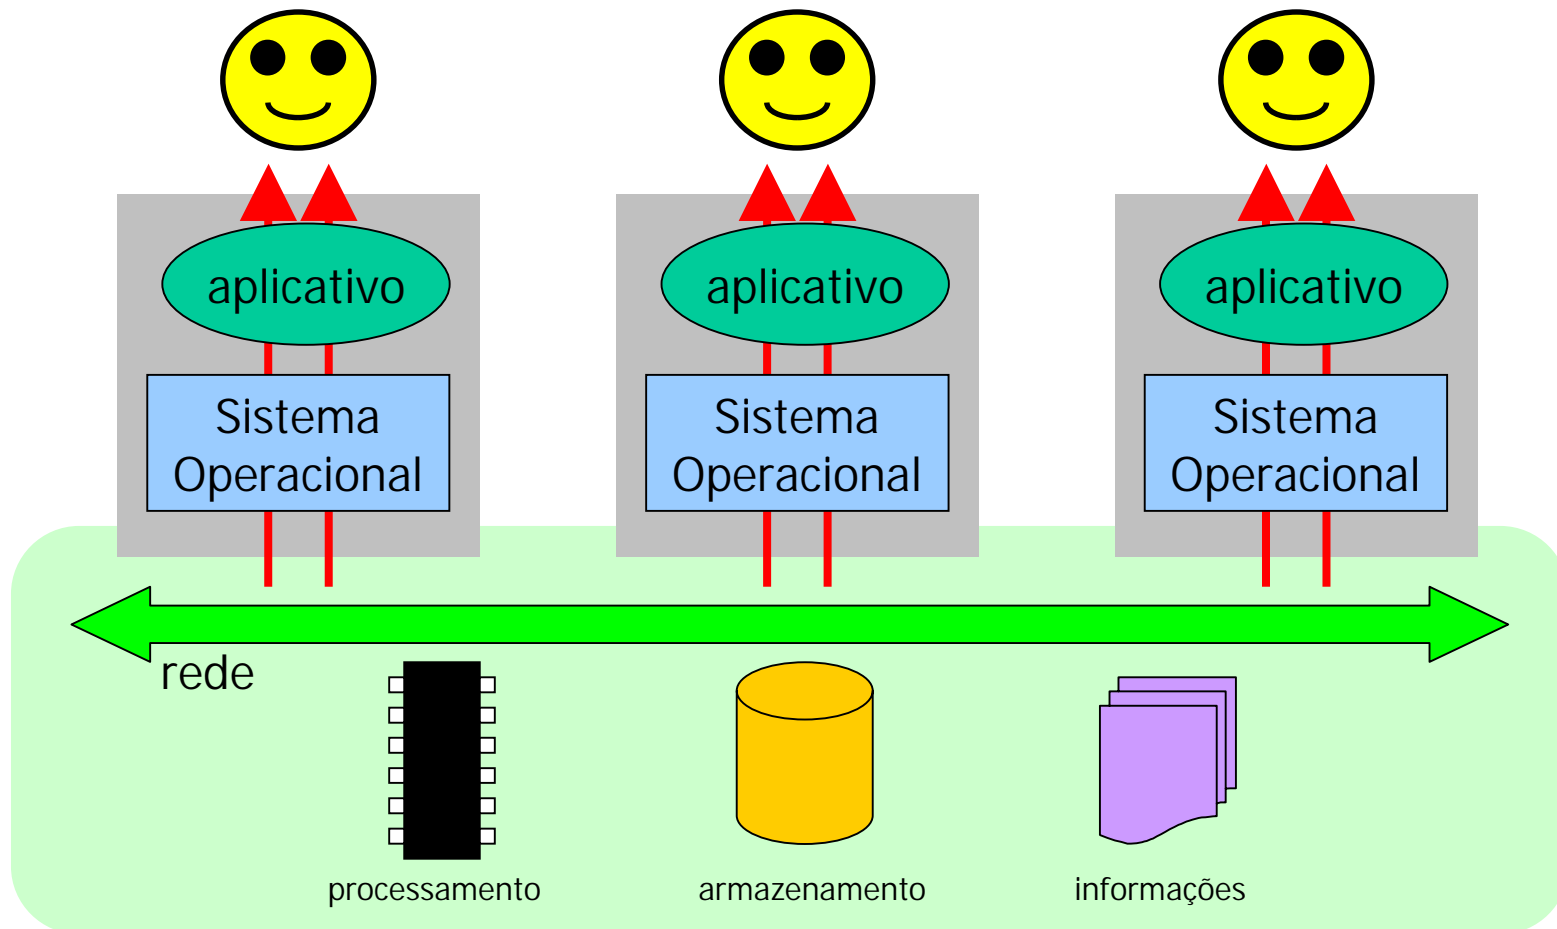 aplicativo
aplicativo
aplicativo
Sistema
Operacional
Sistema
Operacional
Sistema
Operacional
rede
processamento
armazenamento
informações